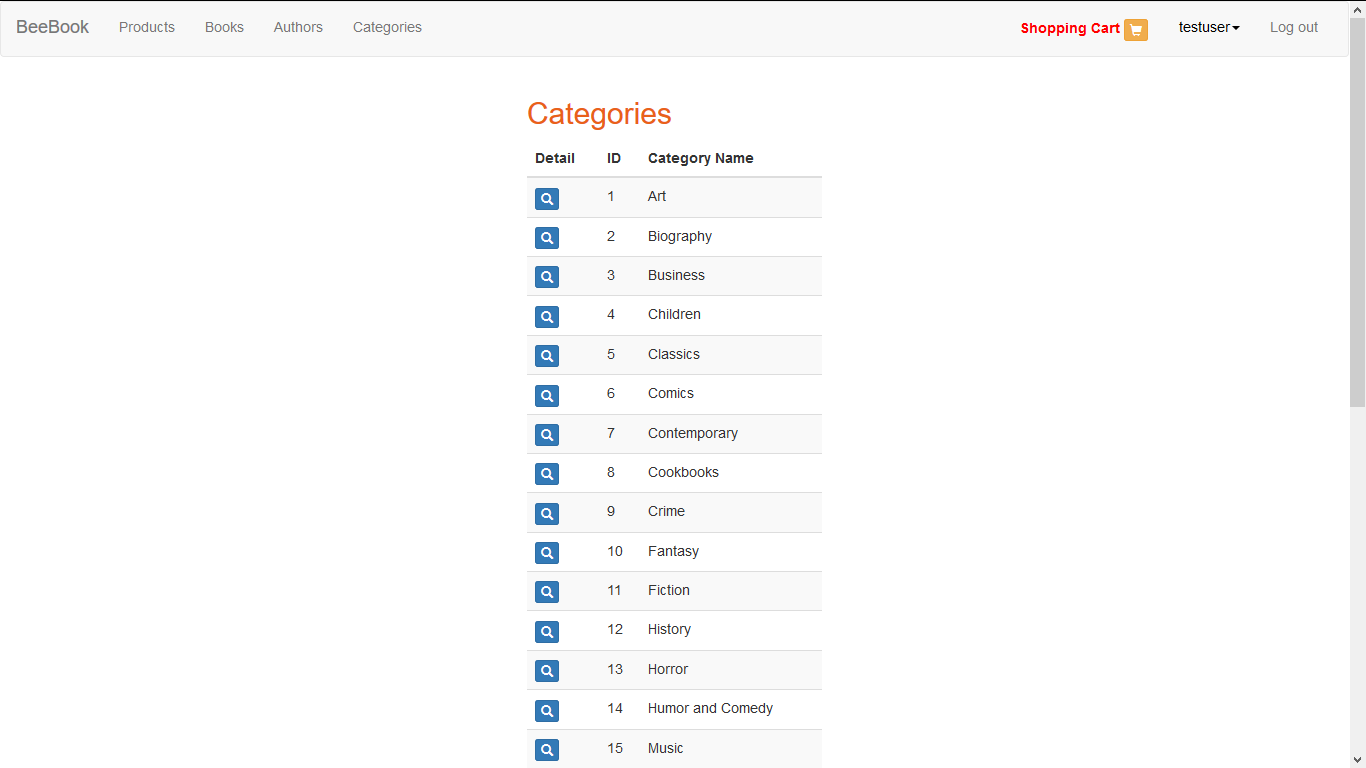 BeeBook Products Books Authors Categories Shopping Cart testuser Log out
Categories
Detail ID Category Name
1 Art
2 Biography
3 Business
4 Children
5 Classics
6 Comics
7 Contemporary
8 Cookbooks
9 Crime
10 Fantasy
11 Fiction
12 History
13 Horror
14 Humor and Comedy
15 Music